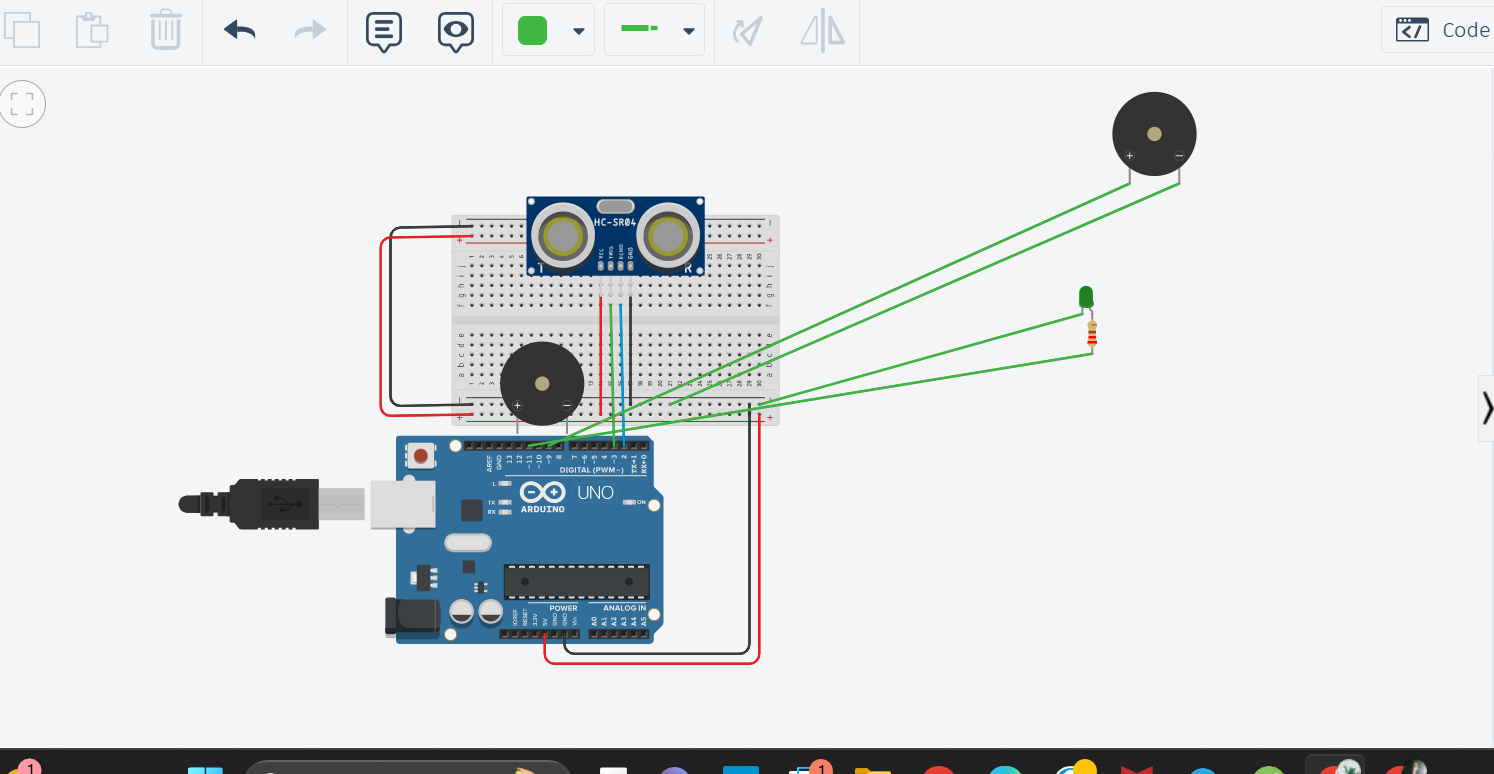 Code
1
HC-SR04
VCC
TRIG
ECHO
GND
T
R
AREF
GND
13
12
~11
~10
~9
8
7
~6
~5
4
~3
2
TX→1
RX←0
DIGITAL (PWM~)
L
TX
RX
UNO
ARDUINO
ON
POWER
ANALOG IN
IOREF
RESET
3.3V
5V
GND
GND
Vin
A0
A1
A2
A3
A4
A5
1